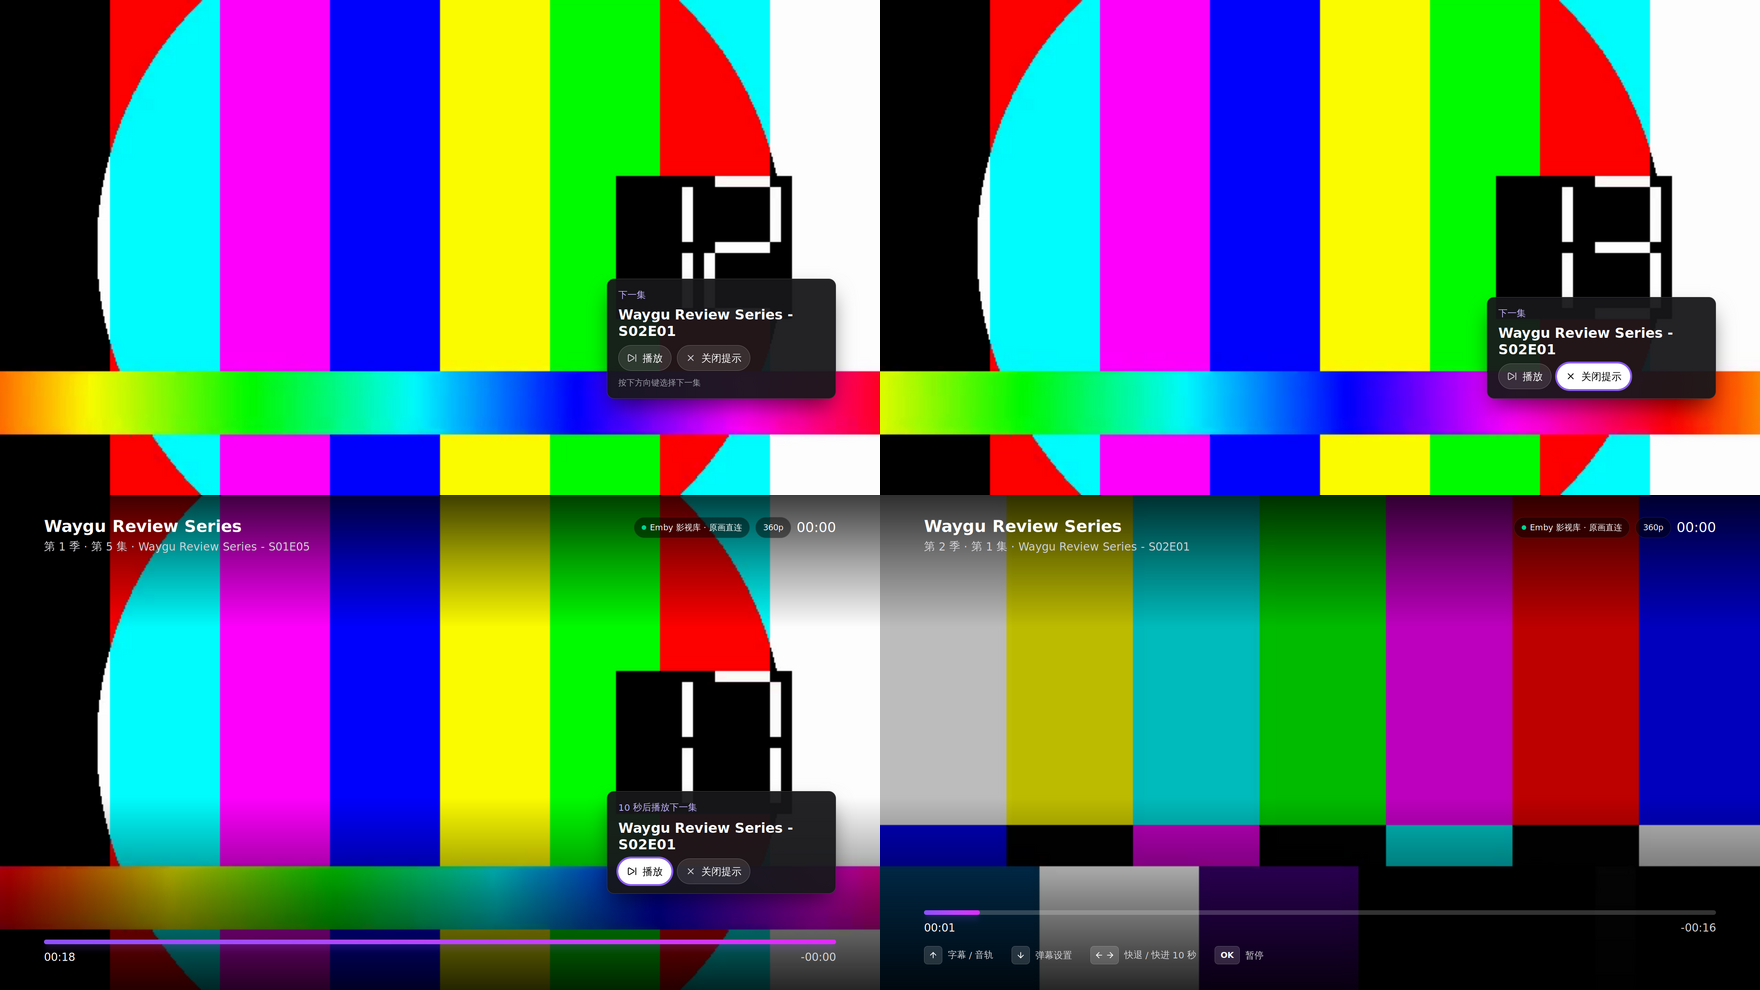 12
下一集
Waygu Review Series -
S02E01
播放
关闭提示
按下方向键选择下一集
13
下一集
Waygu Review Series -
S02E01
播放
关闭提示
Waygu Review Series
第 1 季 · 第 5 集 · Waygu Review Series - S01E05
Emby 影视库 · 原画直连
360p
00:00
17
10 秒后播放下一集
Waygu Review Series -
S02E01
播放
关闭提示
00:18
-00:00
Waygu Review Series
第 2 季 · 第 1 集 · Waygu Review Series - S02E01
Emby 影视库 · 原画直连
360p
00:00
00:01
-00:16
↑ 字幕 / 音轨
↓ 弹幕设置
← → 快退 / 快进 10 秒
OK 暂停